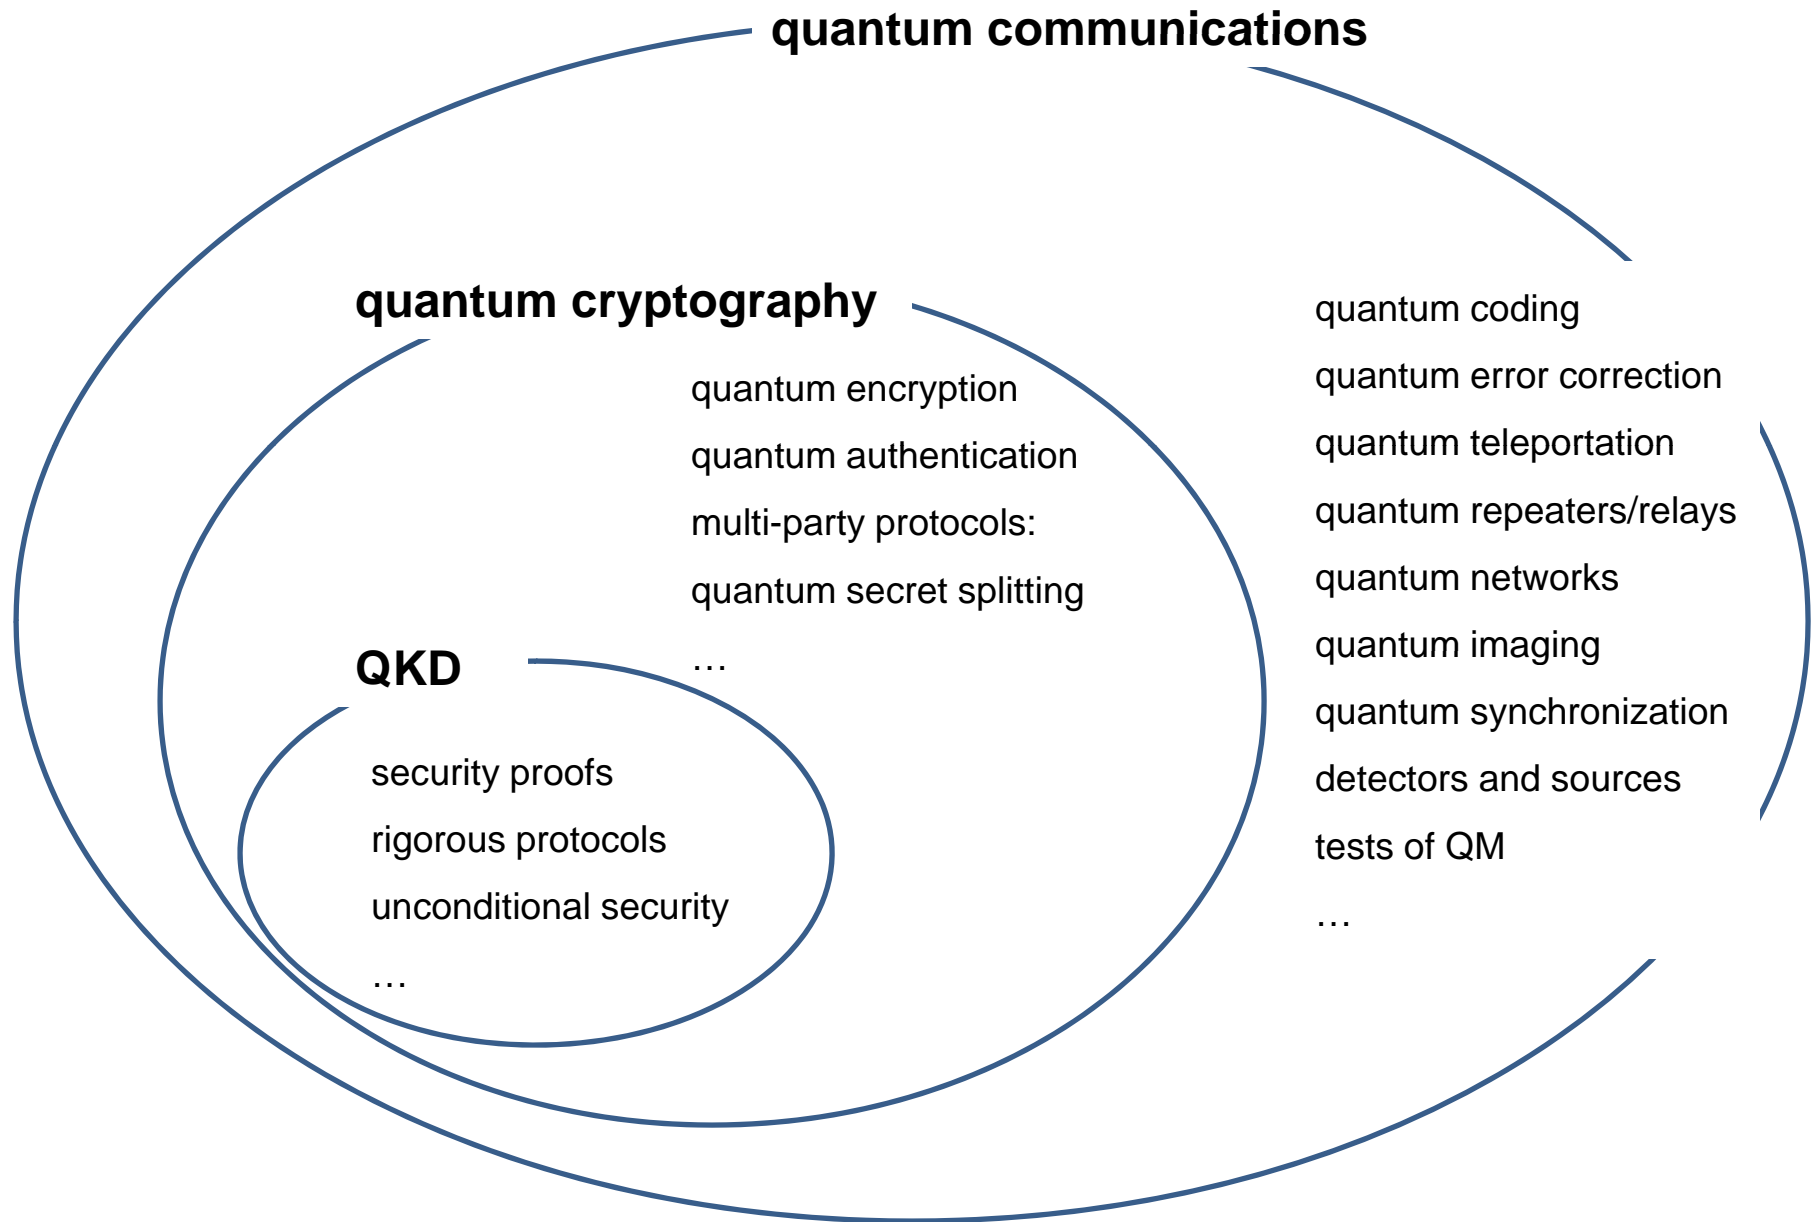 quantum communications
quantum cryptography
quantum encryption
quantum authentication
multi-party protocols:
quantum secret splitting
…
QKD
security proofs
rigorous protocols
unconditional security
…
quantum coding
quantum error correction
quantum teleportation
quantum repeaters/relays
quantum networks
quantum imaging
quantum synchronization
detectors and sources
tests of QM
…